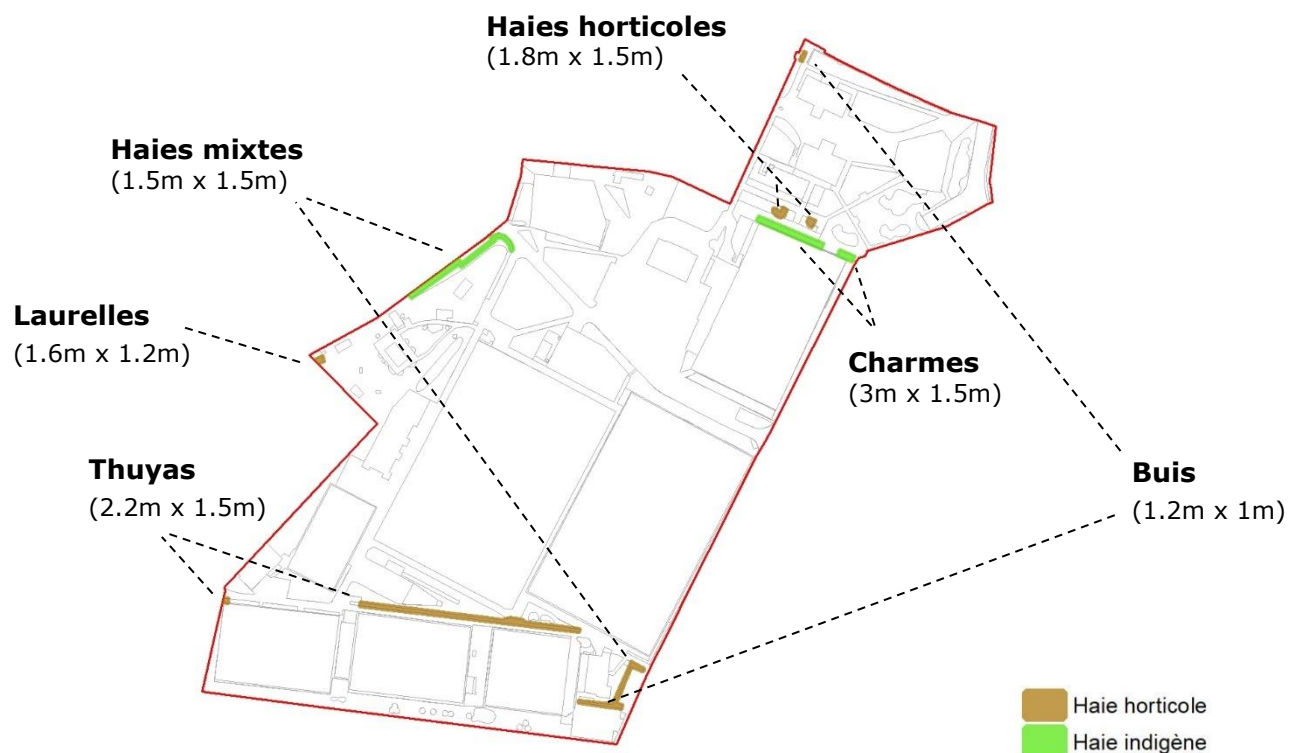 Haies horticoles
(1.8m x 1.5m)
Haies mixtes
(1.5m x 1.5m)
Laurelles
(1.6m x 1.2m)
Charmes
(3m x 1.5m)
Thuyas
(2.2m x 1.5m)
Buis
(1.2m x 1m)
Haie horticole
Haie indigène